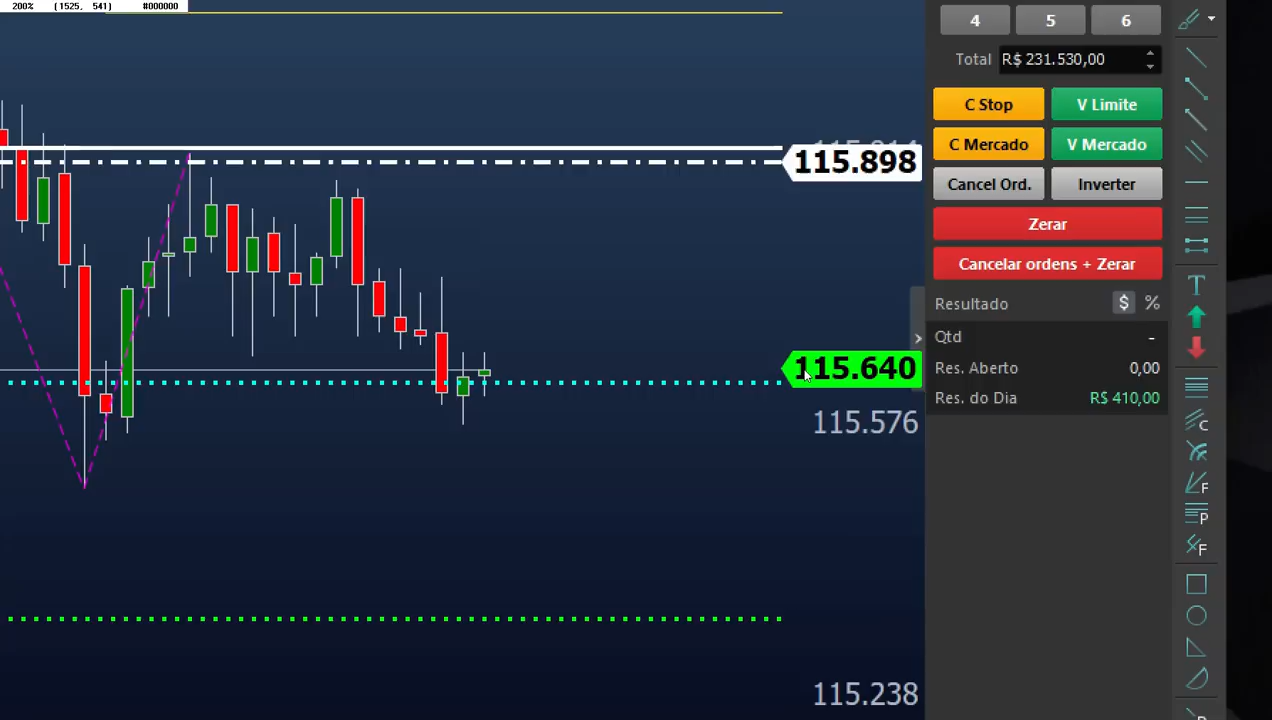 200% (1525, 541) #000000
4 5 6
Total R$ 231.530,00
C Stop V Limite
C Mercado V Mercado
115.898
Cancel Ord. Inverter
Zerar
Cancelar ordens + Zerar
Resultado $ %
Qtd -
115.640
Res. Aberto 0,00
Res. do Dia R$ 410,00
115.576
115.238
T
C
F
P
F